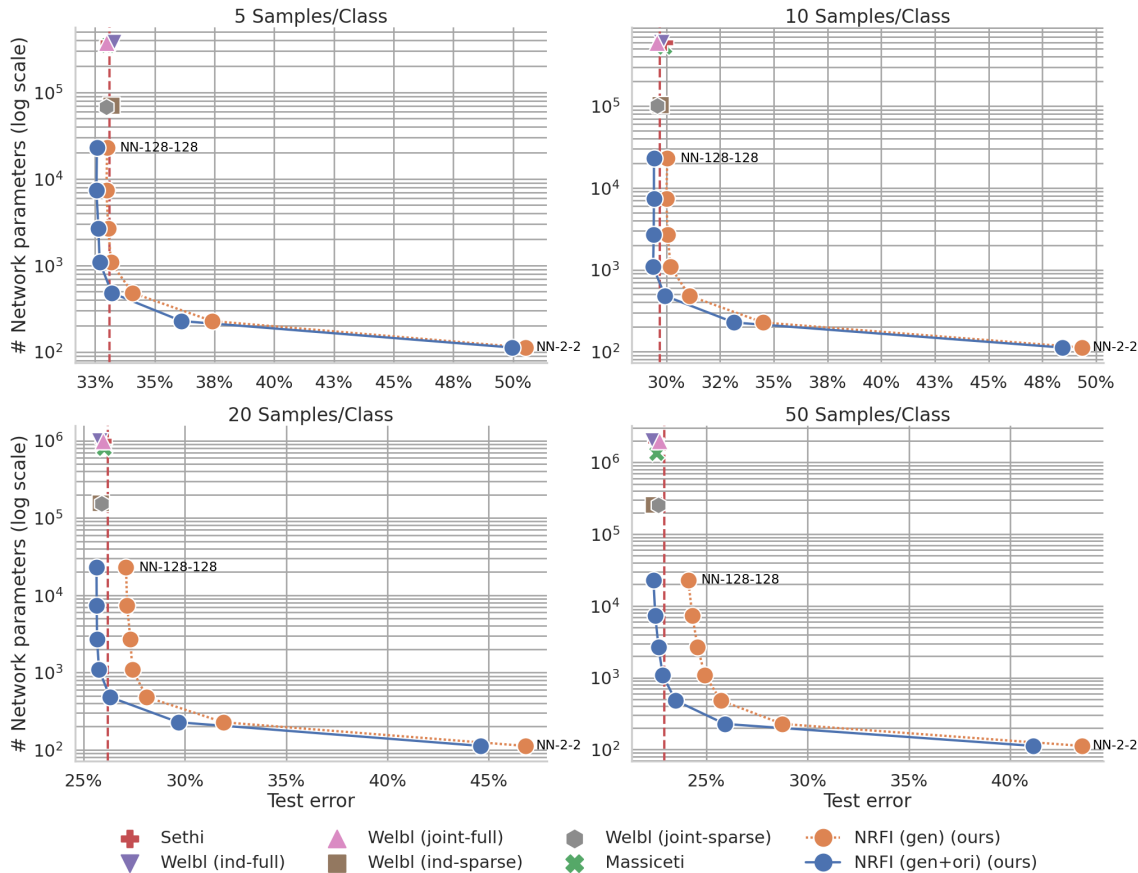 5 Samples/Class
10 Samples/Class
# Network parameters (log scale)
10^5
10^4
10^3
10^2
NN-128-128
NN-2-2
33% 35% 38% 40% 43% 45% 48% 50%
10^5
10^4
10^3
10^2
NN-128-128
NN-2-2
30% 32% 35% 38% 40% 43% 45% 48% 50%
20 Samples/Class
50 Samples/Class
# Network parameters (log scale)
10^6
10^5
10^4
10^3
10^2
NN-128-128
NN-2-2
25% 30% 35% 40% 45%
Test error
10^6
10^5
10^4
10^3
10^2
NN-128-128
NN-2-2
25% 30% 35% 40%
Test error
Sethi
Welbl (ind-full)
Welbl (joint-full)
Welbl (ind-sparse)
Welbl (joint-sparse)
Massiceti
NRFI (gen) (ours)
NRFI (gen+ori) (ours)